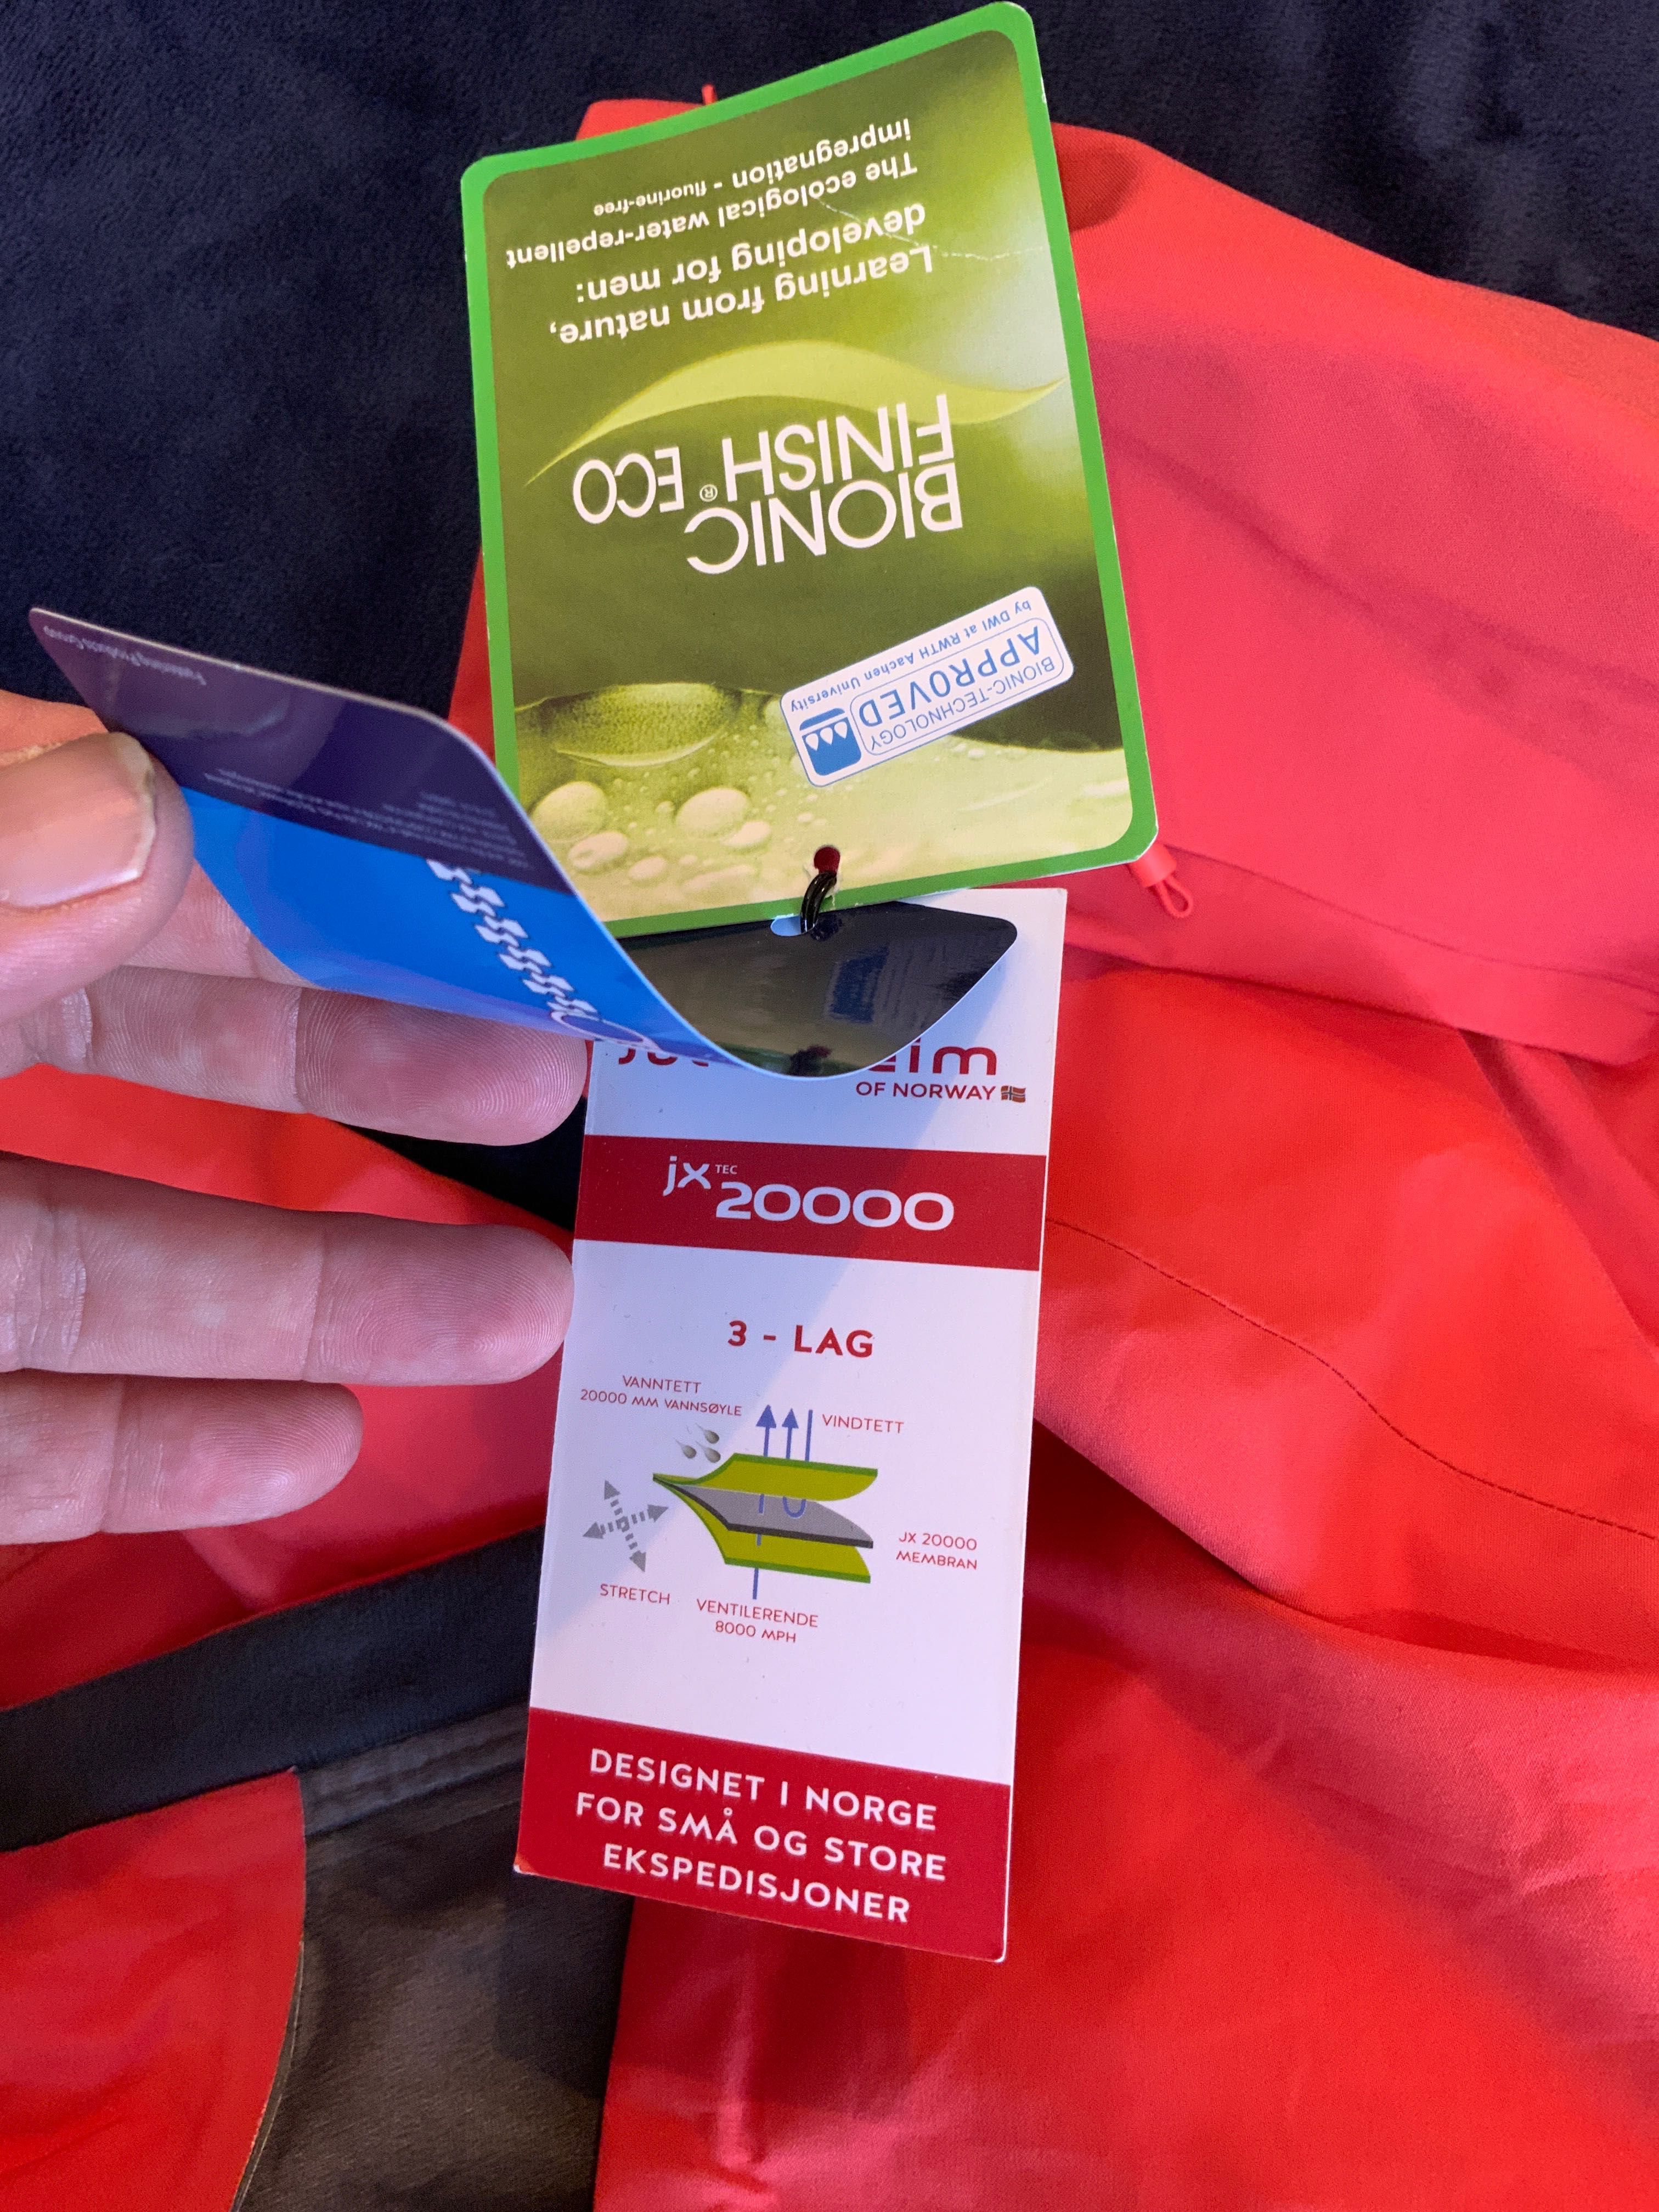 BIONIC-TECHNOLOGY
APPROVED
by DWI at RWTH Aachen University
BIONIC
FINISH® ECO
Learning from nature,
developing for men:
The ecological water-repellent
impregnation - fluorine-free
OF NORWAY
jx TEC 20000
3 - LAG
VANNTETT
20000 MM VANNSØYLE
VINDTETT
JX 20000
MEMBRAN
STRETCH
VENTILERENDE
8000 MPH
DESIGNET I NORGE
FOR SMÅ OG STORE
EKSPEDISJONER